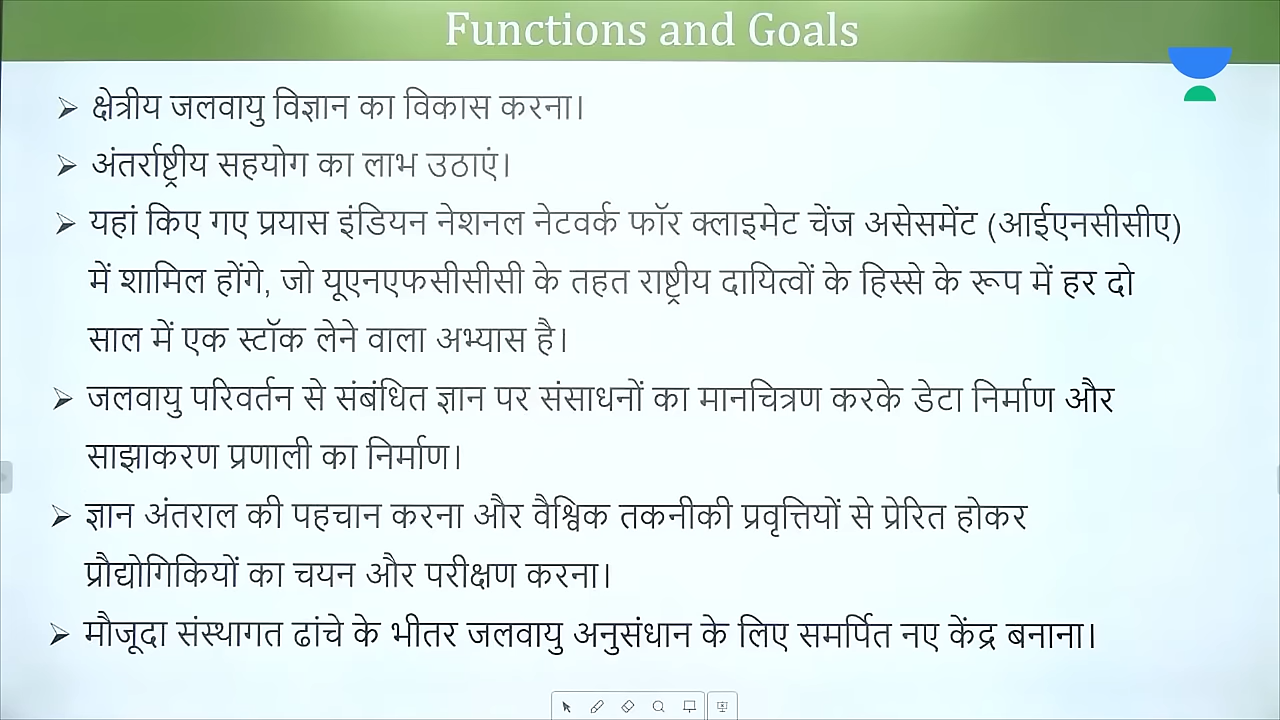 Functions and Goals
➢ क्षेत्रीय जलवायु विज्ञान का विकास करना।
➢ अंतर्राष्ट्रीय सहयोग का लाभ उठाएं।
➢ यहां किए गए प्रयास इंडियन नेशनल नेटवर्क फॉर क्लाइमेट चेंज असेसमेंट (आईएनसीसीए)
में शामिल होंगे, जो यूएनएफसीसीसी के तहत राष्ट्रीय दायित्वों के हिस्से के रूप में हर दो
साल में एक स्टॉक लेने वाला अभ्यास है।
➢ जलवायु परिवर्तन से संबंधित ज्ञान पर संसाधनों का मानचित्रण करके डेटा निर्माण और
साझाकरण प्रणाली का निर्माण।
➢ ज्ञान अंतराल की पहचान करना और वैश्विक तकनीकी प्रवृत्तियों से प्रेरित होकर
प्रौद्योगिकियों का चयन और परीक्षण करना।
➢ मौजूदा संस्थागत ढांचे के भीतर जलवायु अनुसंधान के लिए समर्पित नए केंद्र बनाना।